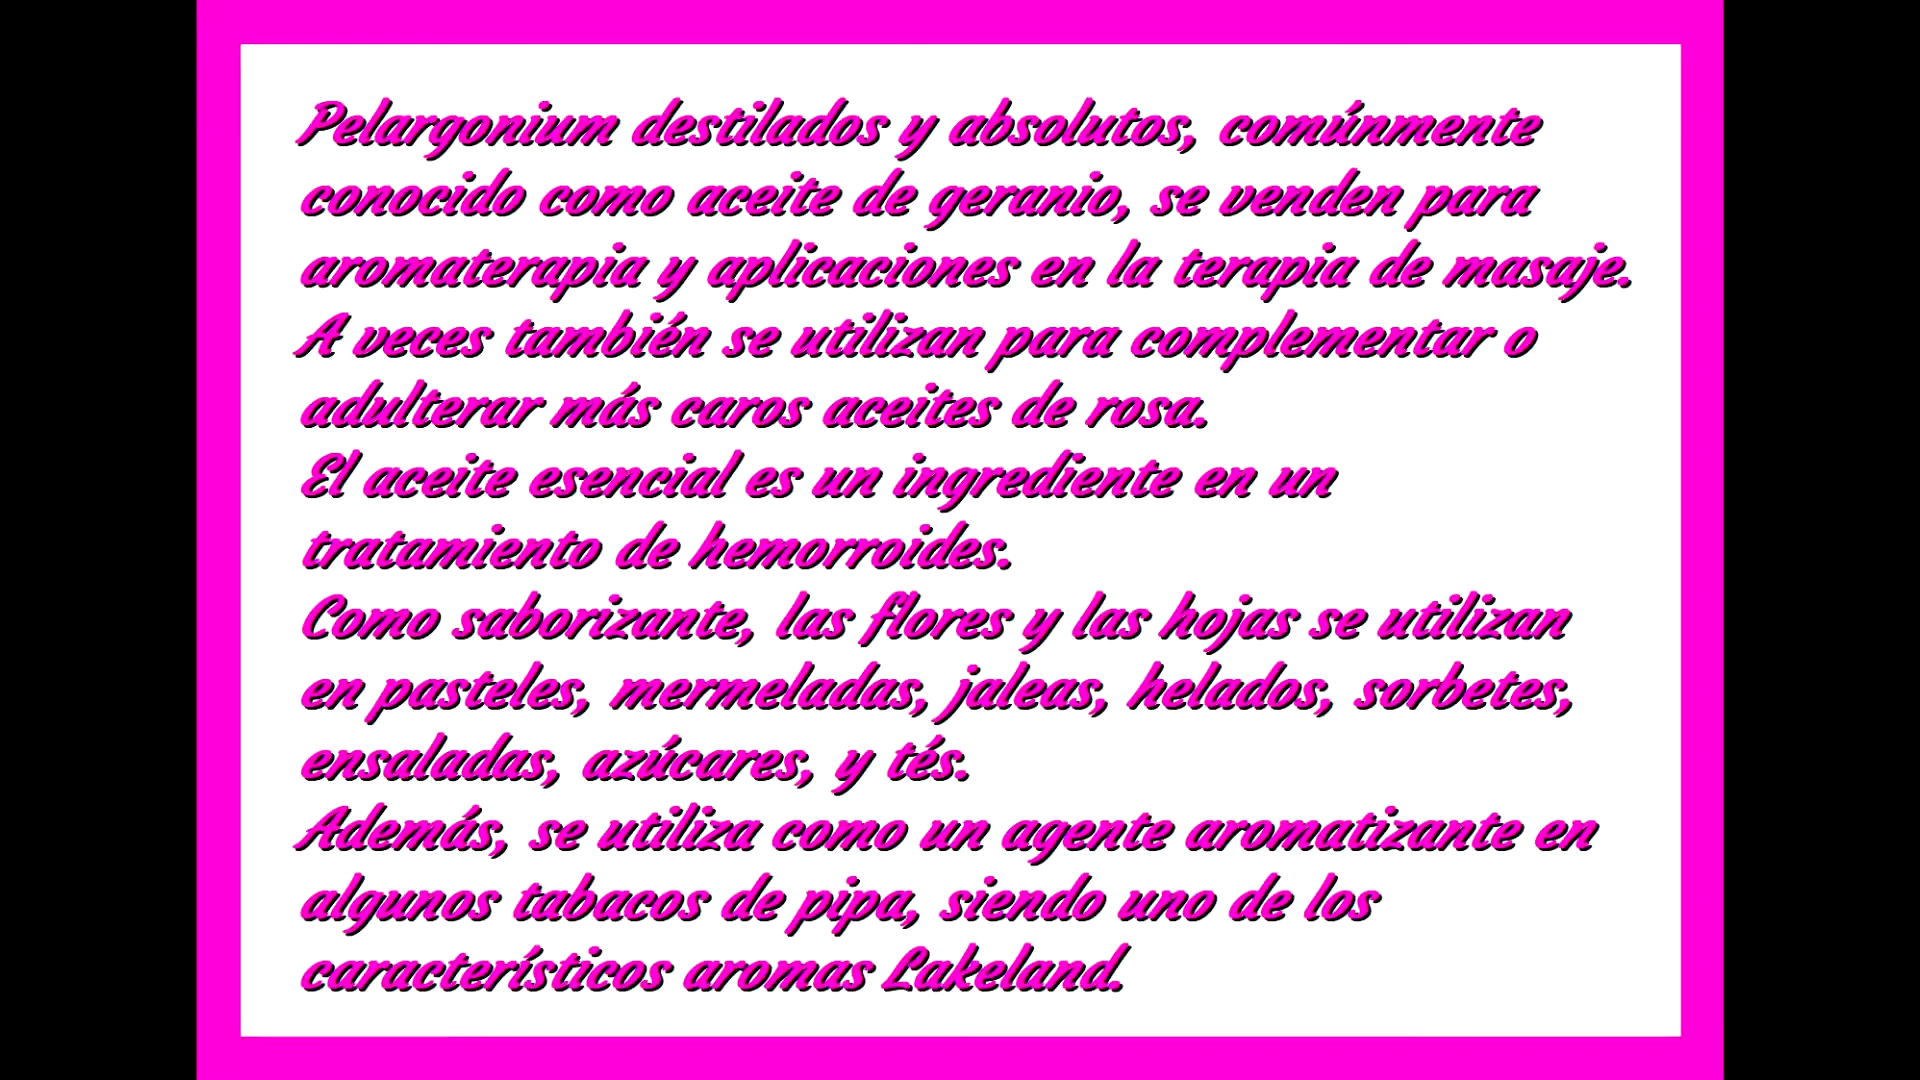 Pelargonium destilados y absolutos, comúnmente
conocido como aceite de geranio, se venden para
aromaterapia y aplicaciones en la terapia de masaje.
A veces también se utilizan para complementar o
adulterar más caros aceites de rosa.
El aceite esencial es un ingrediente en un
tratamiento de hemorroides.
Como saborizante, las flores y las hojas se utilizan
en pasteles, mermeladas, jaleas, helados, sorbetes,
ensaladas, azúcares, y tés.
Además, se utiliza como un agente aromatizante en
algunos tabacos de pipa, siendo uno de los
característicos aromas Lakeland.